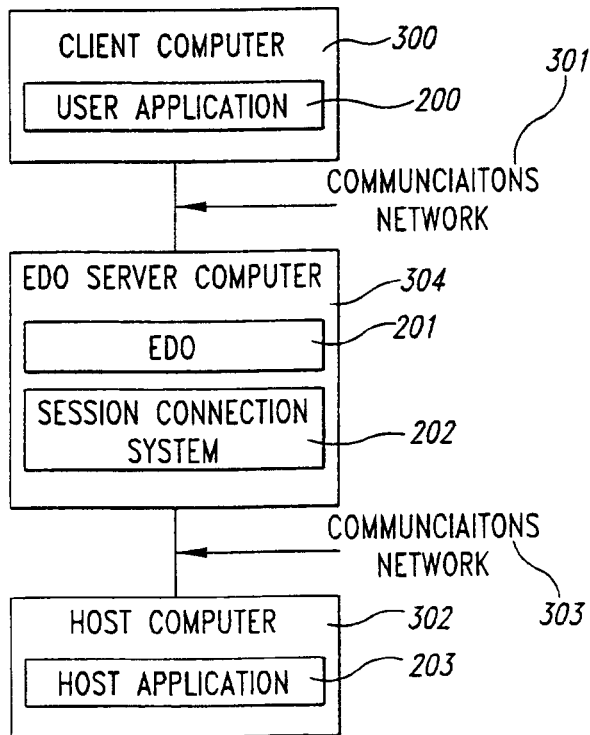 CLIENT COMPUTER
300
USER APPLICATION
200
301
COMMUNCIAITONS
NETWORK
EDO SERVER COMPUTER
304
EDO
201
SESSION CONNECTION
SYSTEM
202
COMMUNCIAITONS
NETWORK
303
HOST COMPUTER
302
HOST APPLICATION
203